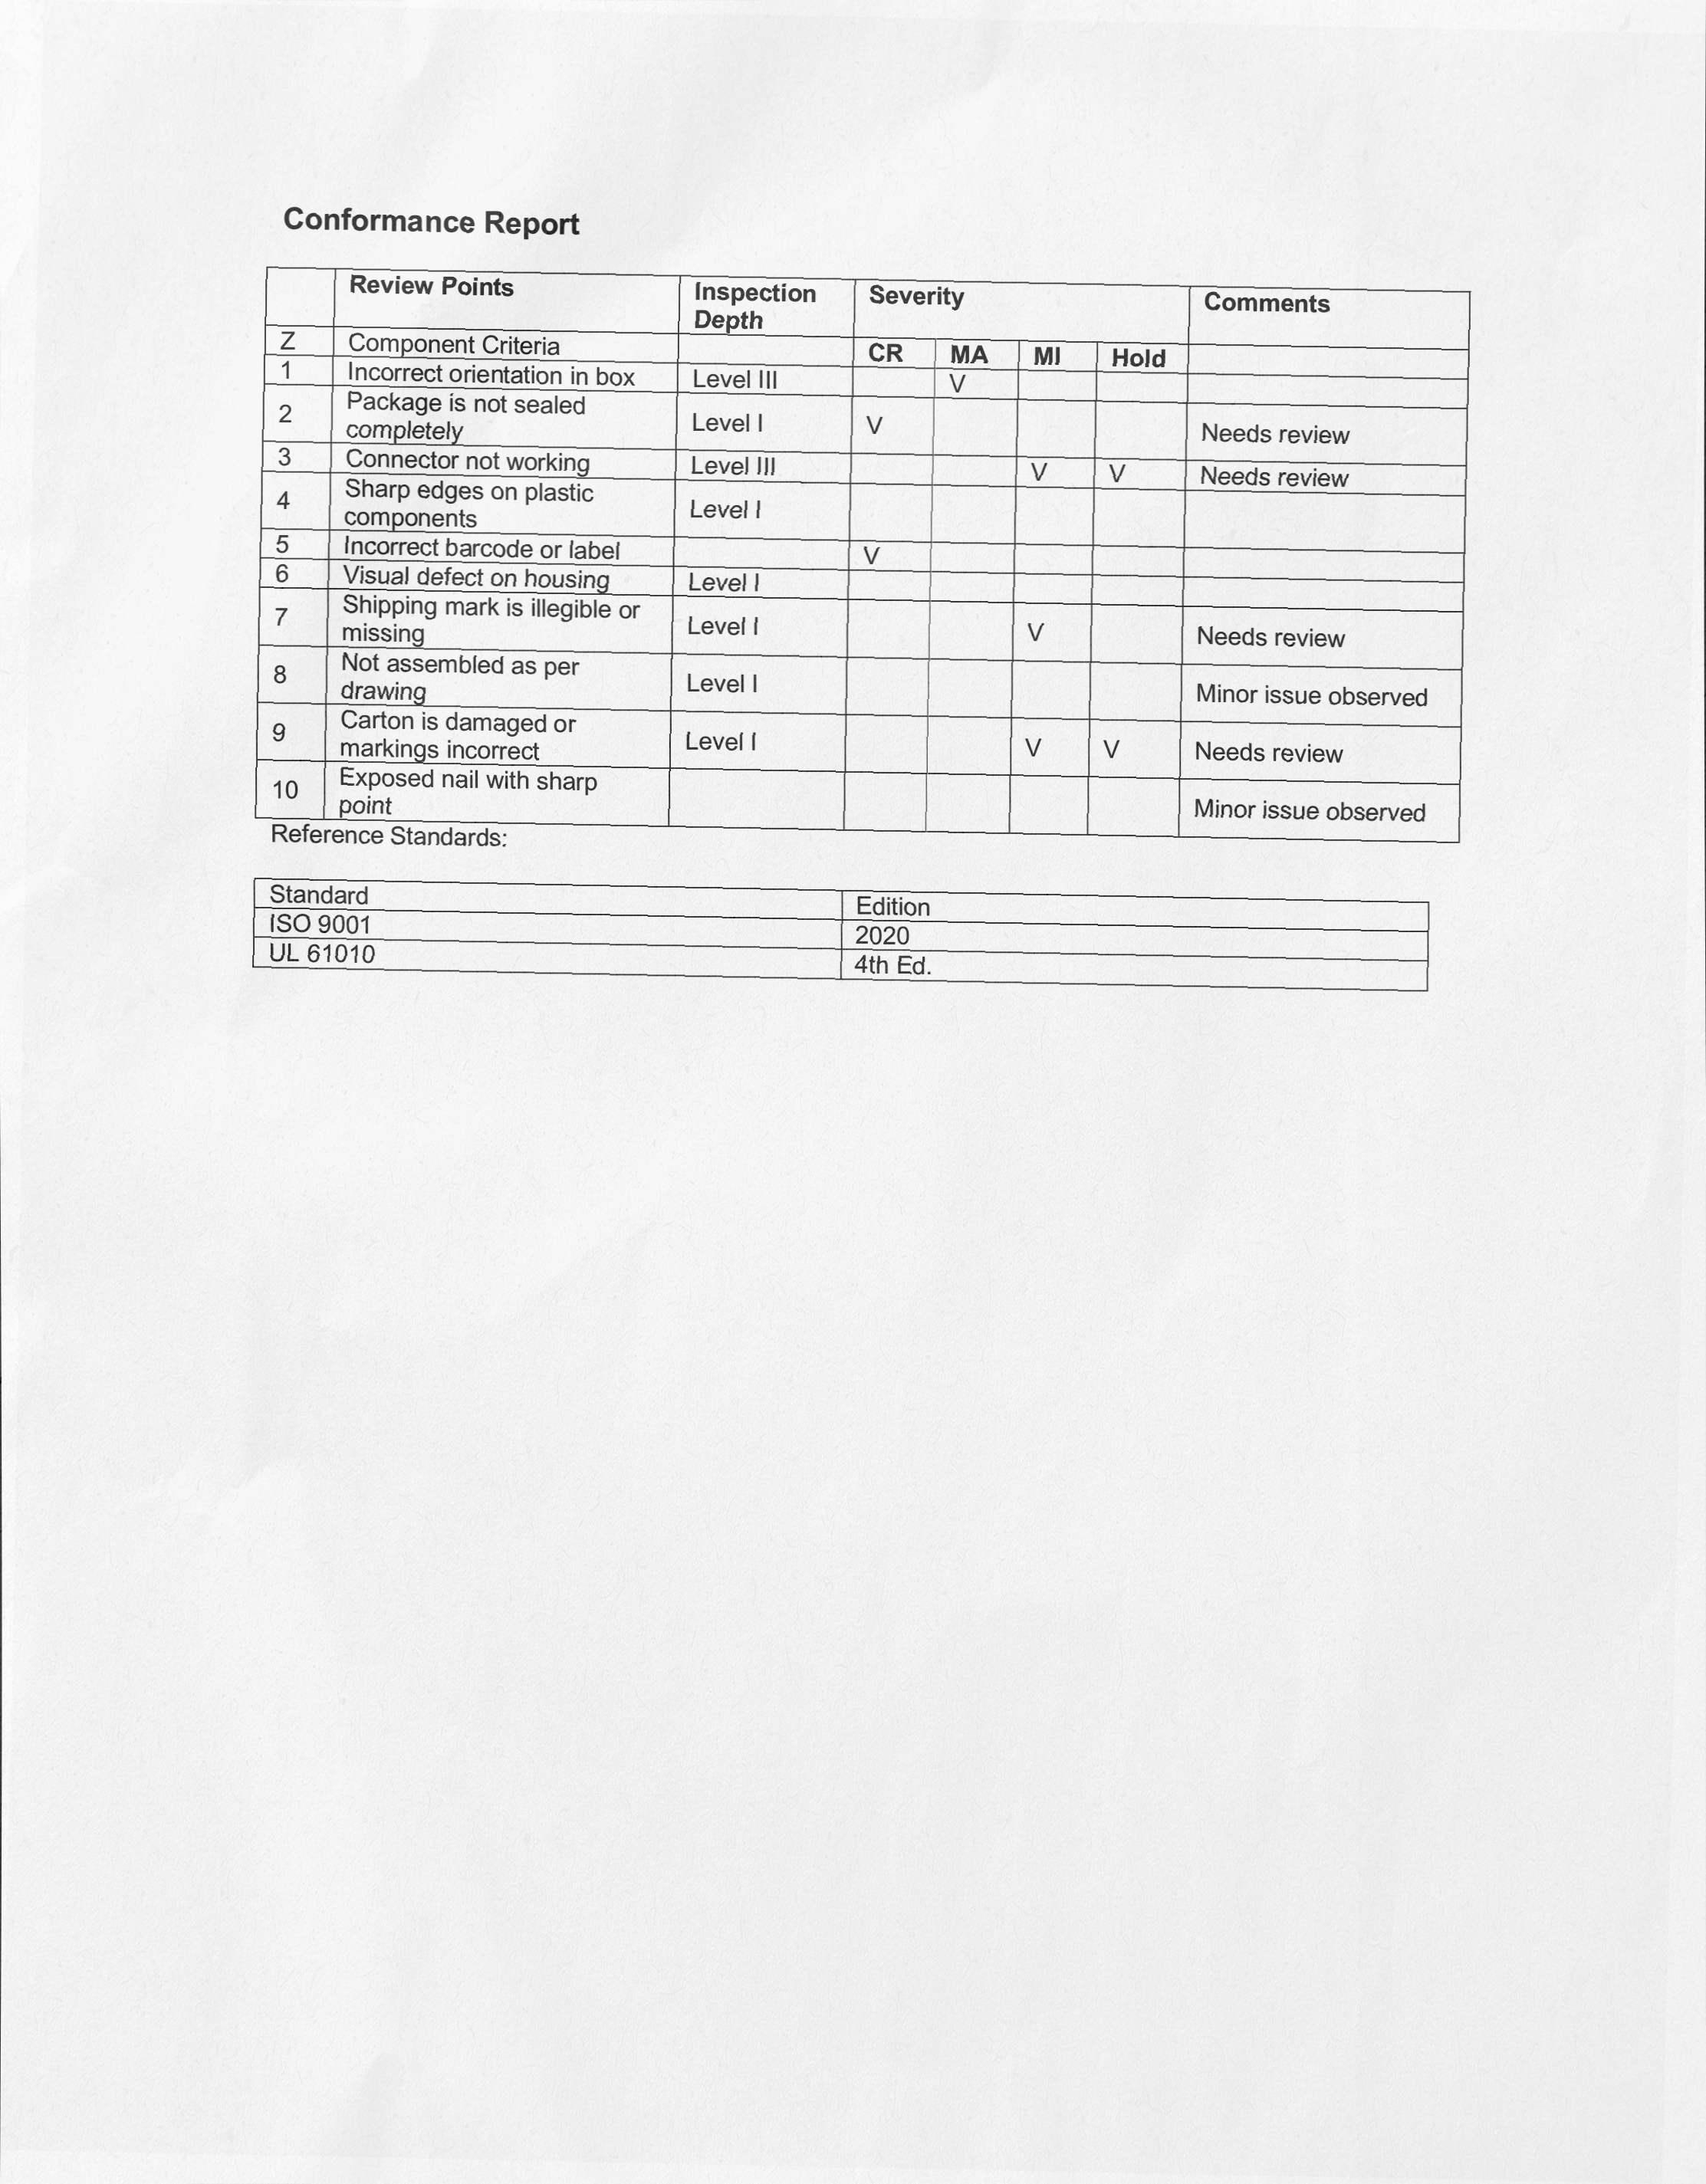 Conformance Report
Review Points Inspection Depth Severity Comments
Z Component Criteria CR MA MI Hold
1 Incorrect orientation in box Level III V
2 Package is not sealed completely Level I V Needs review
3 Connector not working Level III V V Needs review
4 Sharp edges on plastic components Level I
5 Incorrect barcode or label V
6 Visual defect on housing Level I
7 Shipping mark is illegible or missing Level I V Needs review
8 Not assembled as per drawing Level I Minor issue observed
9 Carton is damaged or markings incorrect Level I V V Needs review
10 Exposed nail with sharp point Minor issue observed
Reference Standards:
Standard Edition
ISO 9001 2020
UL 61010 4th Ed.